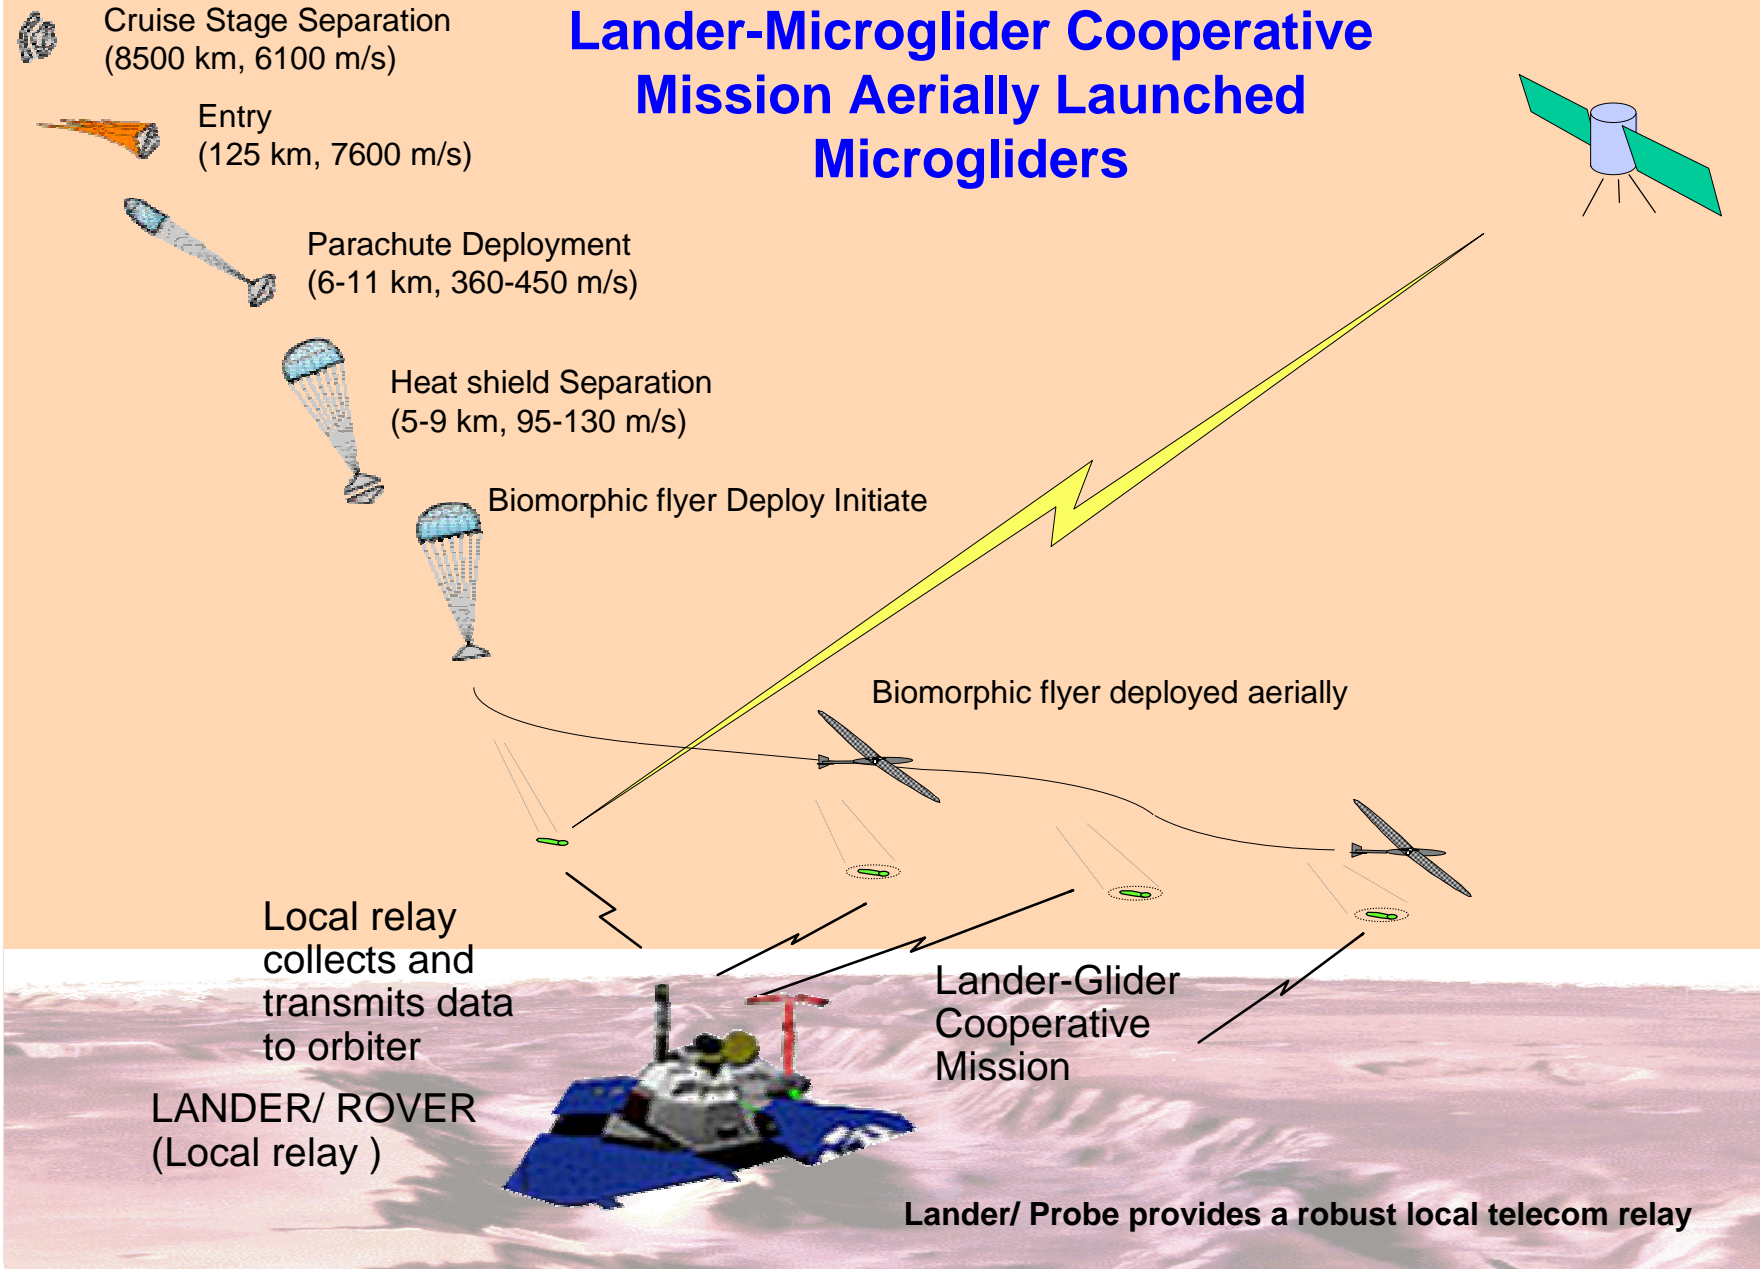 Cruise Stage Separation
(8500 km, 6100 m/s)
Lander-Microglider Cooperative
Mission Aerially Launched
Microgliders
Entry
(125 km, 7600 m/s)
Parachute Deployment
(6-11 km, 360-450 m/s)
Heat shield Separation
(5-9 km, 95-130 m/s)
Biomorphic flyer Deploy Initiate
Biomorphic flyer deployed aerially
Local relay
collects and
transmits data
to orbiter
LANDER/ ROVER
(Local relay )
Lander-Glider
Cooperative
Mission
Lander/ Probe provides a robust local telecom relay